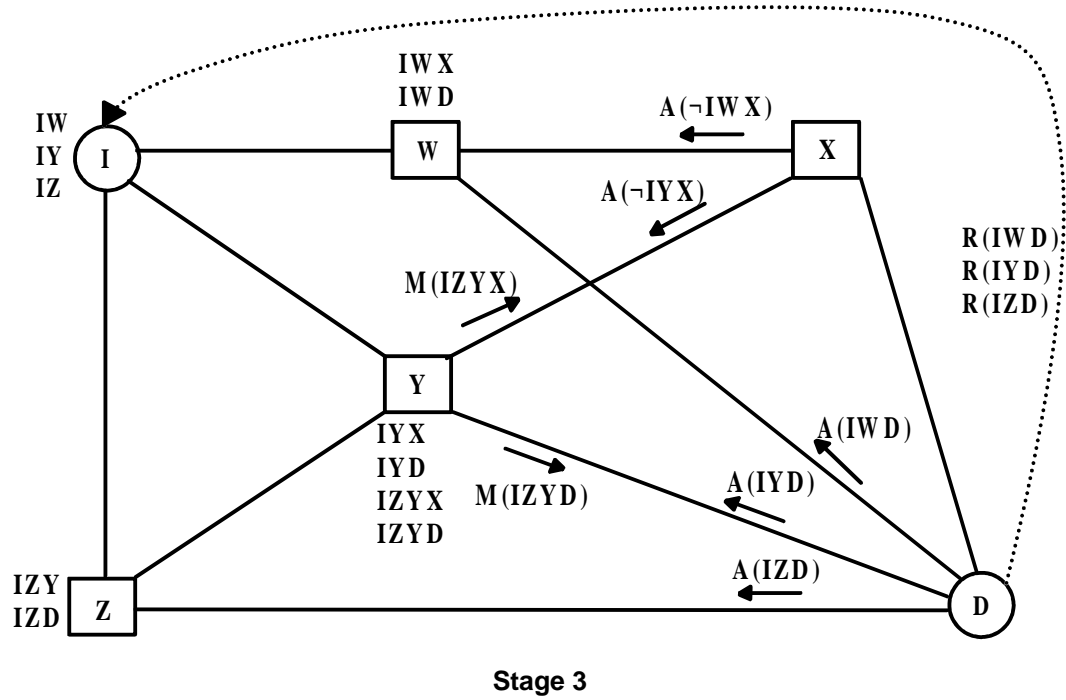 IWX
IWD
A(¬IWX)
IW
IY
IZ
I
W
X
A(¬IYX)
R(IWD)
R(IYD)
R(IZD)
M(IZYX)
Y
IYX
IYD
IZYX
IZYD
M(IZYD)
A(IWD)
A(IYD)
A(IZD)
IZY
IZD
Z
D
Stage 3